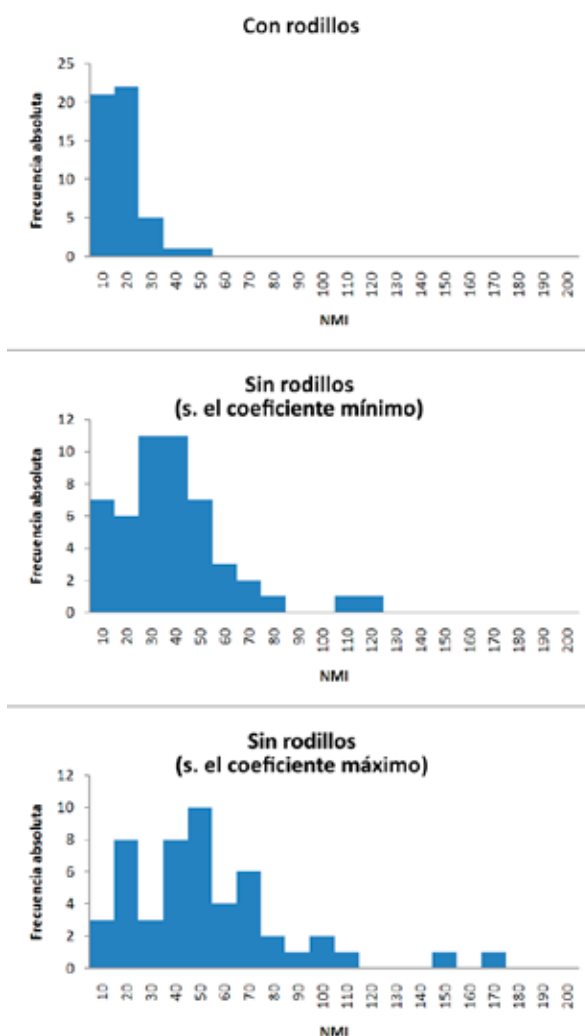 Con rodillos
Frecuencia absoluta
25
20
15
10
5
0
10 20 30 40 50 60 70 80 90 100 110 120 130 140 150 160 170 180 190 200
NMI
Sin rodillos
(s. el coeficiente mínimo)
Frecuencia absoluta
12
10
8
6
4
2
0
10 20 30 40 50 60 70 80 90 100 110 120 130 140 150 160 170 180 190 200
NMI
Sin rodillos
(s. el coeficiente máximo)
Frecuencia absoluta
12
10
8
6
4
2
0
10 20 30 40 50 60 70 80 90 100 110 120 130 140 150 160 170 180 190 200
NMI